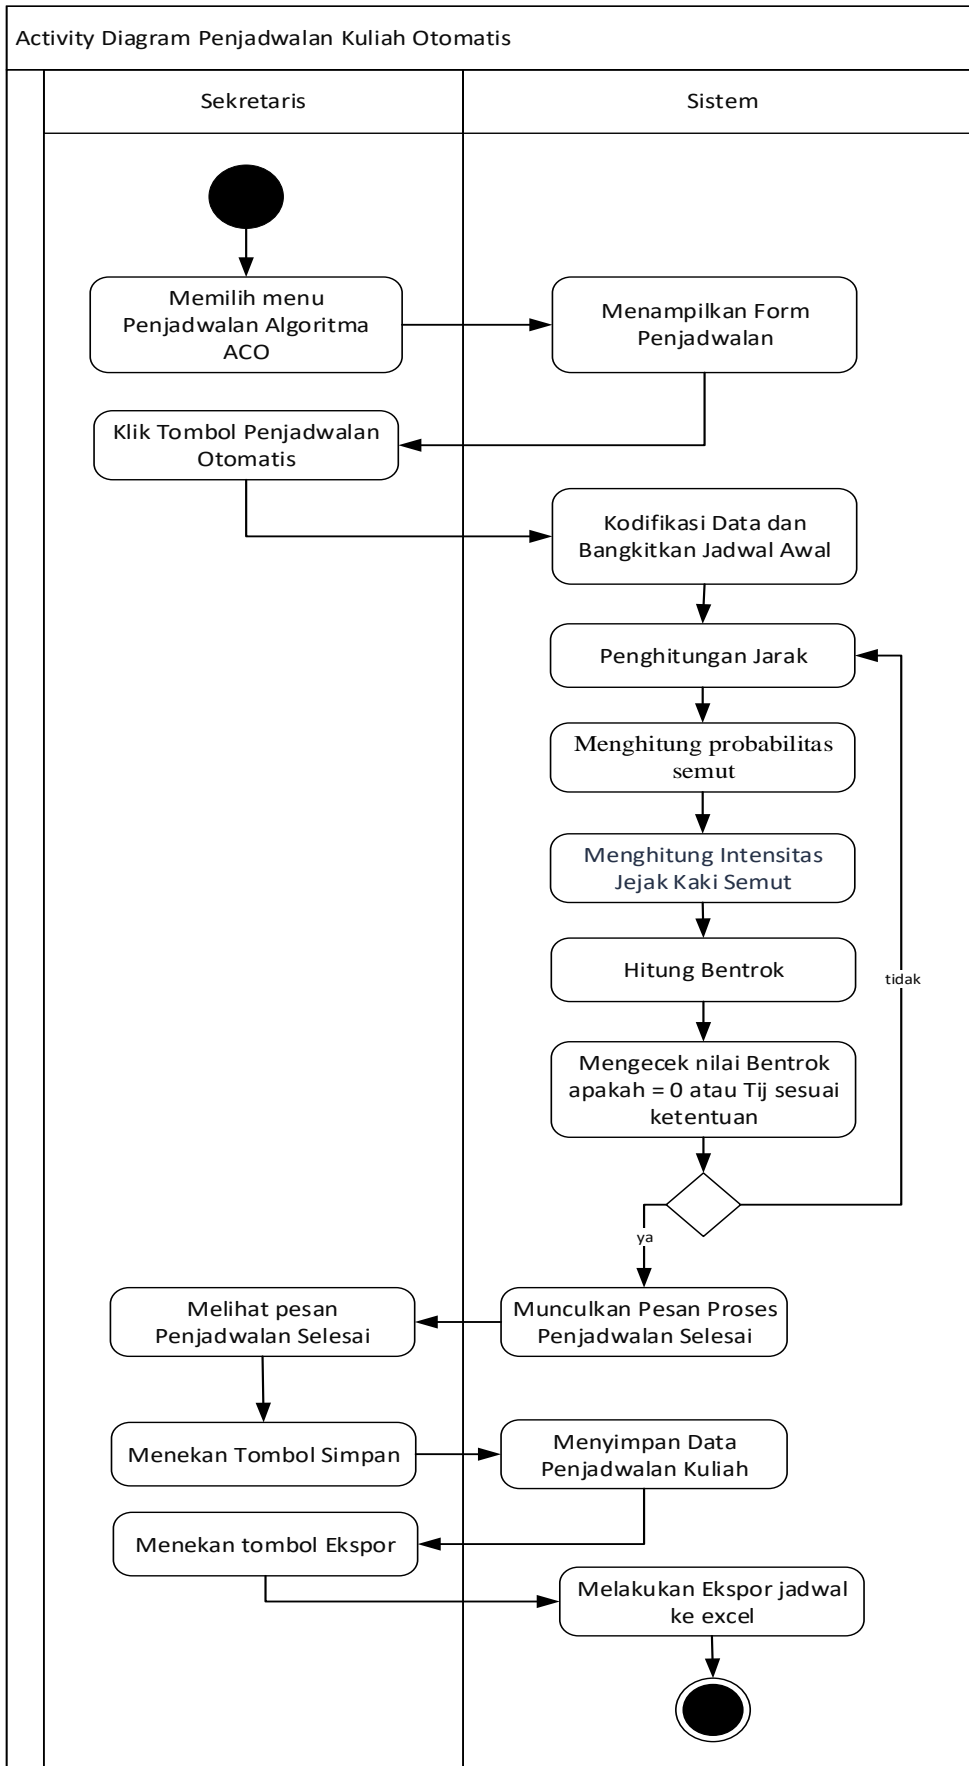 Activity Diagram Penjadwalan Kuliah Otomatis
Sekretaris
Sistem
Memilih menu
Penjadwalan Algoritma
ACO
Menampilkan Form
Penjadwalan
Klik Tombol Penjadwalan
Otomatis
Kodifikasi Data dan
Bangkitkan Jadwal Awal
Penghitungan Jarak
Menghitung probabilitas
semut
Menghitung Intensitas
Jejak Kaki Semut
Hitung Bentrok
tidak
Mengecek nilai Bentrok
apakah = 0 atau Tij sesuai
ketentuan
ya
Munculkan Pesan Proses
Penjadwalan Selesai
Melihat pesan
Penjadwalan Selesai
Menekan Tombol Simpan
Menyimpan Data
Penjadwalan Kuliah
Menekan tombol Ekspor
Melakukan Ekspor jadwal
ke excel